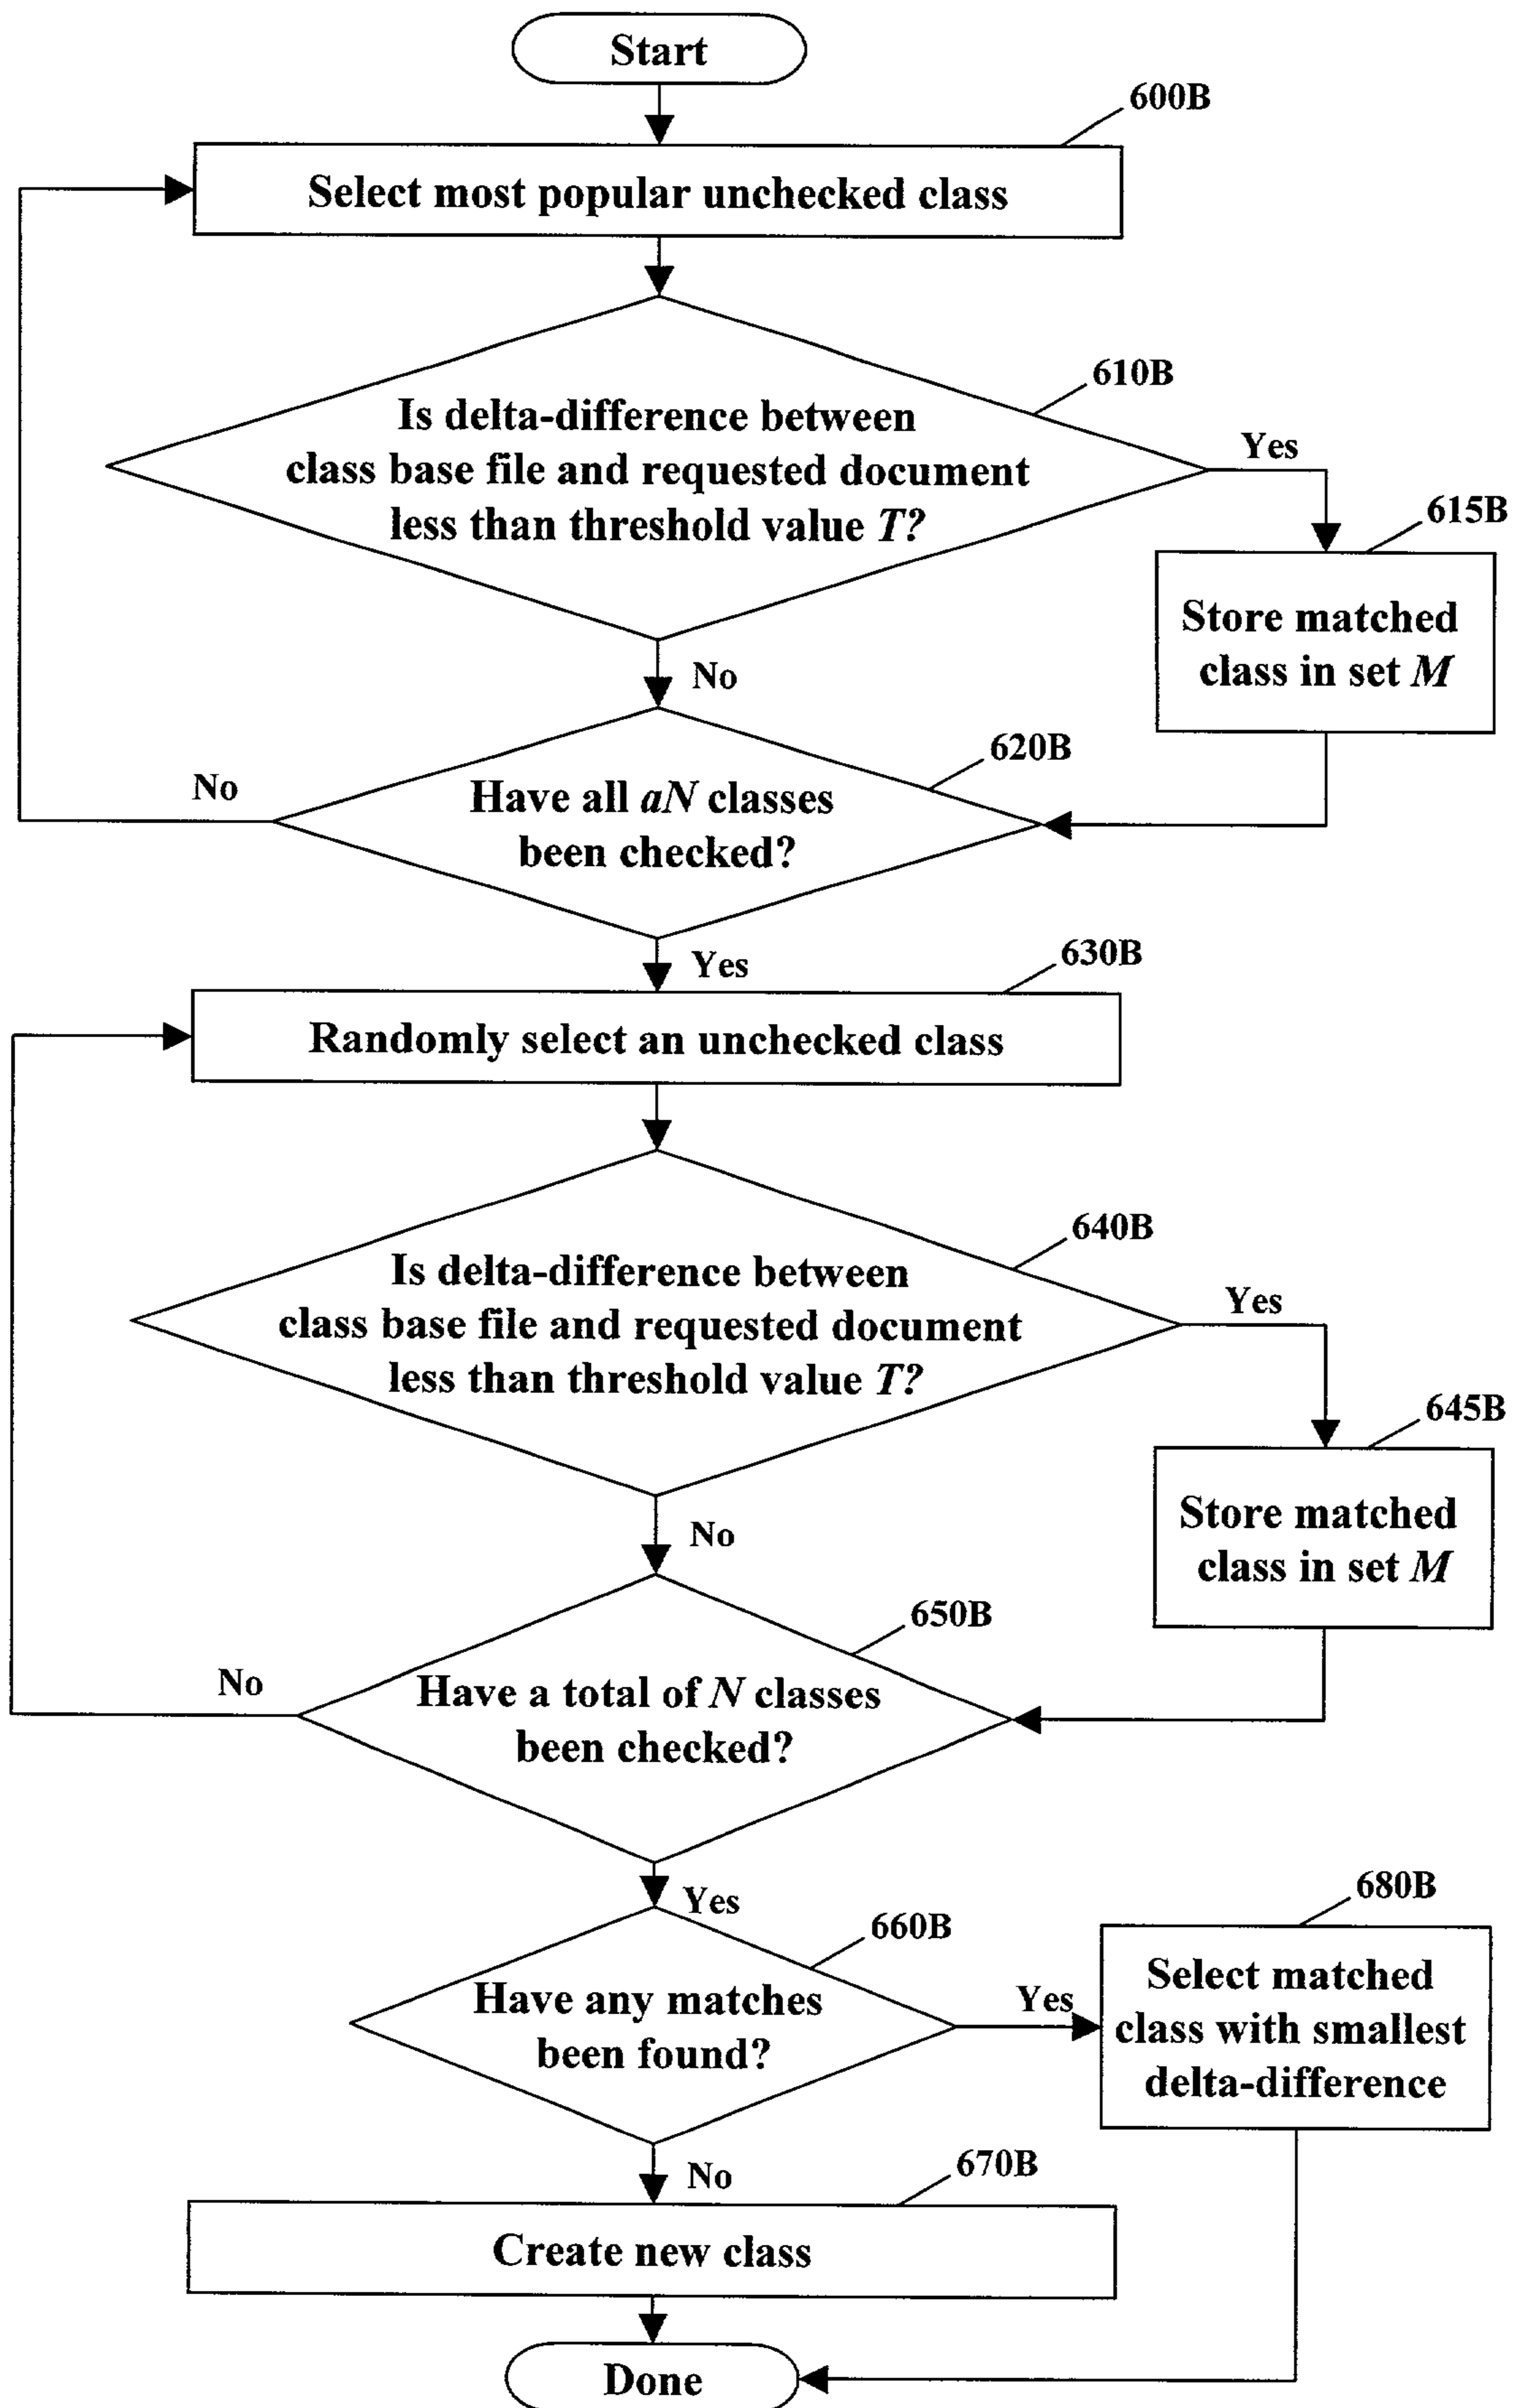 Start
600B
Select most popular unchecked class
610B
Is delta-difference between
class base file and requested document
less than threshold value T?
Yes
615B
Store matched
class in set M
No
620B
No
Have all aN classes
been checked?
Yes
630B
Randomly select an unchecked class
640B
Is delta-difference between
class base file and requested document
less than threshold value T?
Yes
645B
Store matched
class in set M
No
650B
No
Have a total of N classes
been checked?
Yes
660B
680B
Have any matches
been found?
Yes
Select matched
class with smallest
delta-difference
No
670B
Create new class
Done